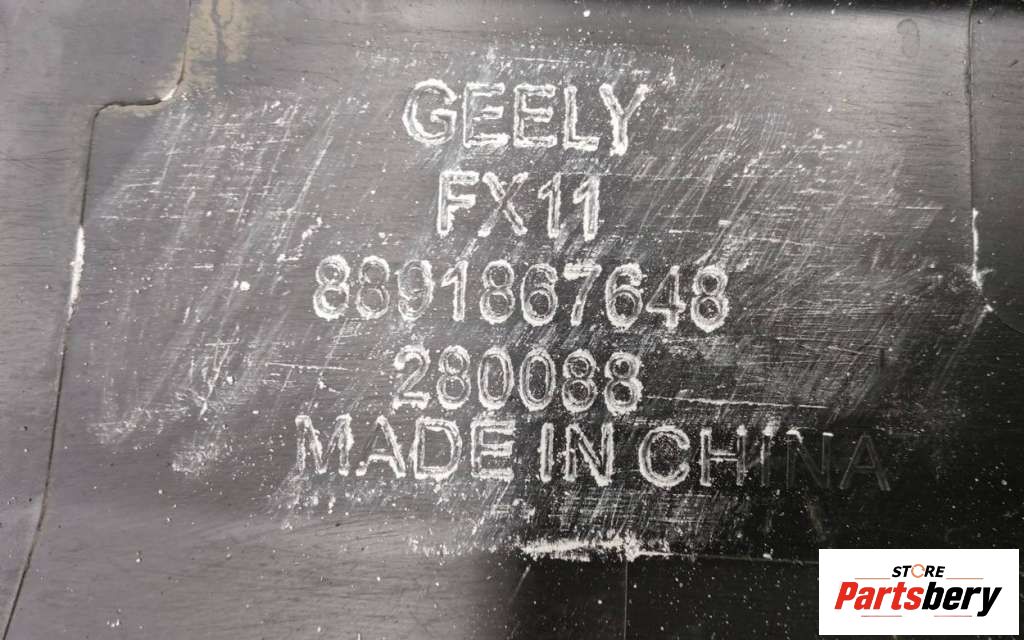 GEELY
FX11
8891867648
280088
MADE IN CHINA
STORE
Partsbery